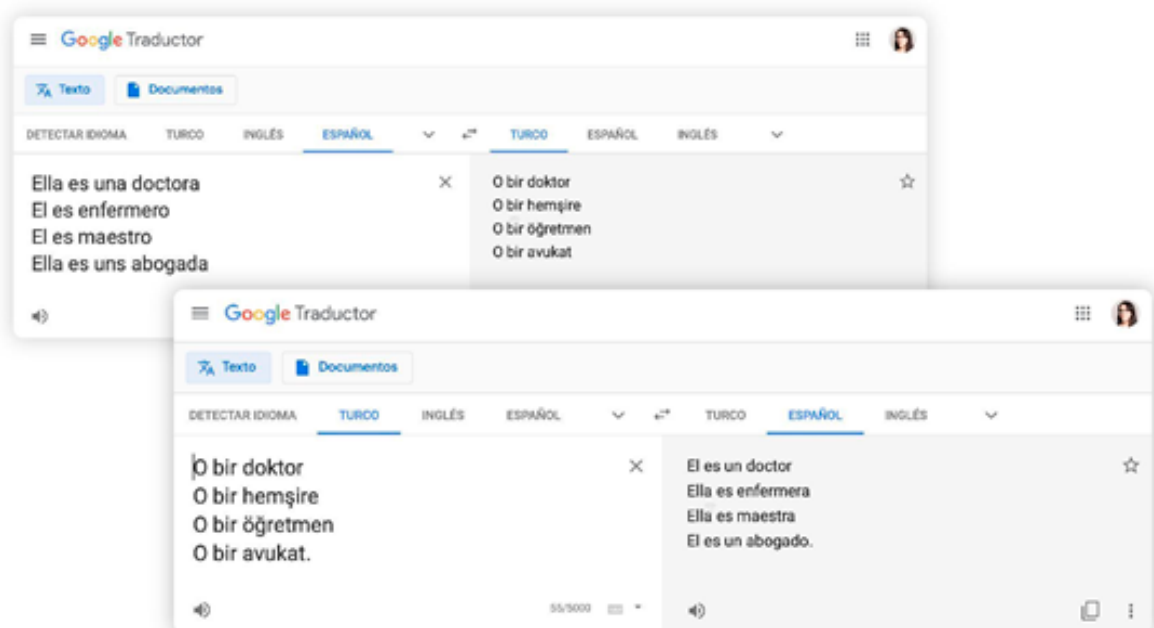 Google Traductor
Texto Documentos
DETECTAR IDIOMA TURCO INGLÉS ESPAÑOL TURCO ESPAÑOL INGLÉS
Ella es una doctora
El es enfermero
El es maestro
Ella es uns abogada
O bir doktor
O bir hemşire
O bir öğretmen
O bir avukat
Google Traductor
Texto Documentos
DETECTAR IDIOMA TURCO INGLÉS ESPAÑOL TURCO ESPAÑOL INGLÉS
O bir doktor
O bir hemşire
O bir öğretmen
O bir avukat.
55/5000
El es un doctor
Ella es enfermera
Ella es maestra
El es un abogado.